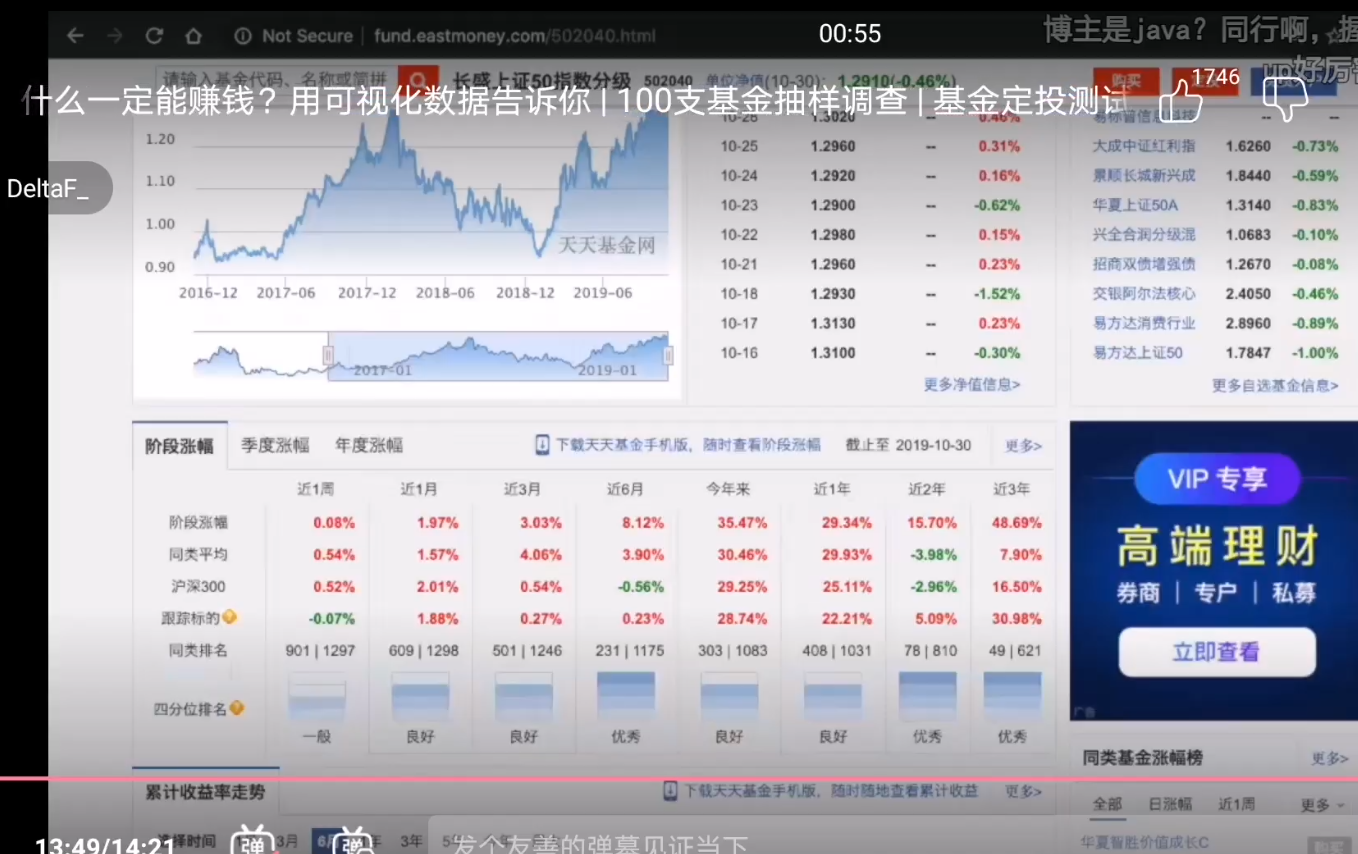 Not Secure | fund.eastmoney.com/502040.html
00:55
博主是java？同行啊，握
请输入基金代码、名称或简拼
长盛上证50指数分级 502040 单位净值(10-30)： 1.2910(-0.46%)
购买
1746
up好厉害
什么一定能赚钱？用可视化数据告诉你 | 100支基金抽样调查 | 基金定投测试
DeltaF_
1.20
1.10
1.00
0.90
天天基金网
2016-12 2017-06 2017-12 2018-06 2018-12 2019-06
2017-01 2019-01
10-28 1.3020 -- 0.46%
10-25 1.2960 -- 0.31%
10-24 1.2920 -- 0.16%
10-23 1.2900 -- -0.62%
10-22 1.2980 -- 0.15%
10-21 1.2960 -- 0.23%
10-18 1.2930 -- -1.52%
10-17 1.3130 -- 0.23%
10-16 1.3100 -- -0.30%
更多净值信息>
易标普信息科技 -- --
大成中证红利指 1.6260 -0.73%
景顺长城新兴成 1.8440 -0.59%
华夏上证50A 1.3140 -0.83%
兴全合润分级混 1.0683 -0.10%
招商双债增强债 1.2670 -0.08%
交银阿尔法核心 2.4050 -0.46%
易方达消费行业 2.8960 -0.89%
易方达上证50 1.7847 -1.00%
更多自选基金信息>
阶段涨幅 季度涨幅 年度涨幅 下载天天基金手机版，随时查看阶段涨幅 截止至 2019-10-30 更多>
近1周 近1月 近3月 近6月 今年来 近1年 近2年 近3年
阶段涨幅 0.08% 1.97% 3.03% 8.12% 35.47% 29.34% 15.70% 48.69%
同类平均 0.54% 1.57% 4.06% 3.90% 30.46% 29.93% -3.98% 7.90%
沪深300 0.52% 2.01% 0.54% -0.56% 29.25% 25.11% -2.96% 16.50%
跟踪标的 -0.07% 1.88% 0.27% 0.23% 28.74% 22.21% 5.09% 30.98%
同类排名 901 | 1297 609 | 1298 501 | 1246 231 | 1175 303 | 1083 408 | 1031 78 | 810 49 | 621
四分位排名 一般 良好 良好 优秀 良好 良好 优秀 优秀
VIP 专享
高端理财
券商 | 专户 | 私募
立即查看
广告
同类基金涨幅榜 更多>
全部 日涨幅 近1周 更多
华夏智胜价值成长C
购买
累计收益率走势 下载天天基金手机版，随时随地查看累计收益 更多>
选择时间 3月 6月 3年
13:49/14:21
弹
弹
发个友善的弹幕见证当下